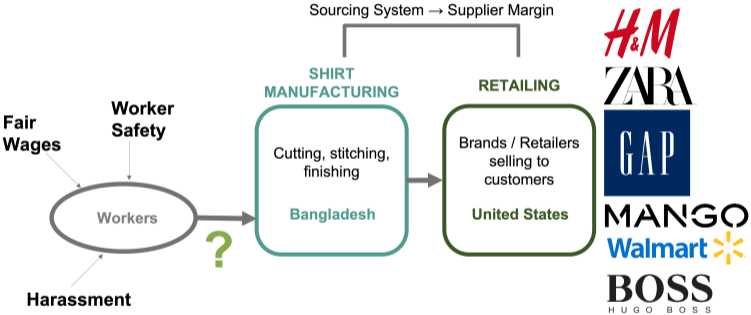 Sourcing System → Supplier Margin
SHIRT
MANUFACTURING
RETAILING
Fair
Wages
Worker
Safety
Workers
Harassment
?
Cutting, stitching,
finishing
Bangladesh
Brands / Retailers
selling to
customers
United States
H&M
ZARA
GAP
MANGO
Walmart
BOSS
HUGO BOSS